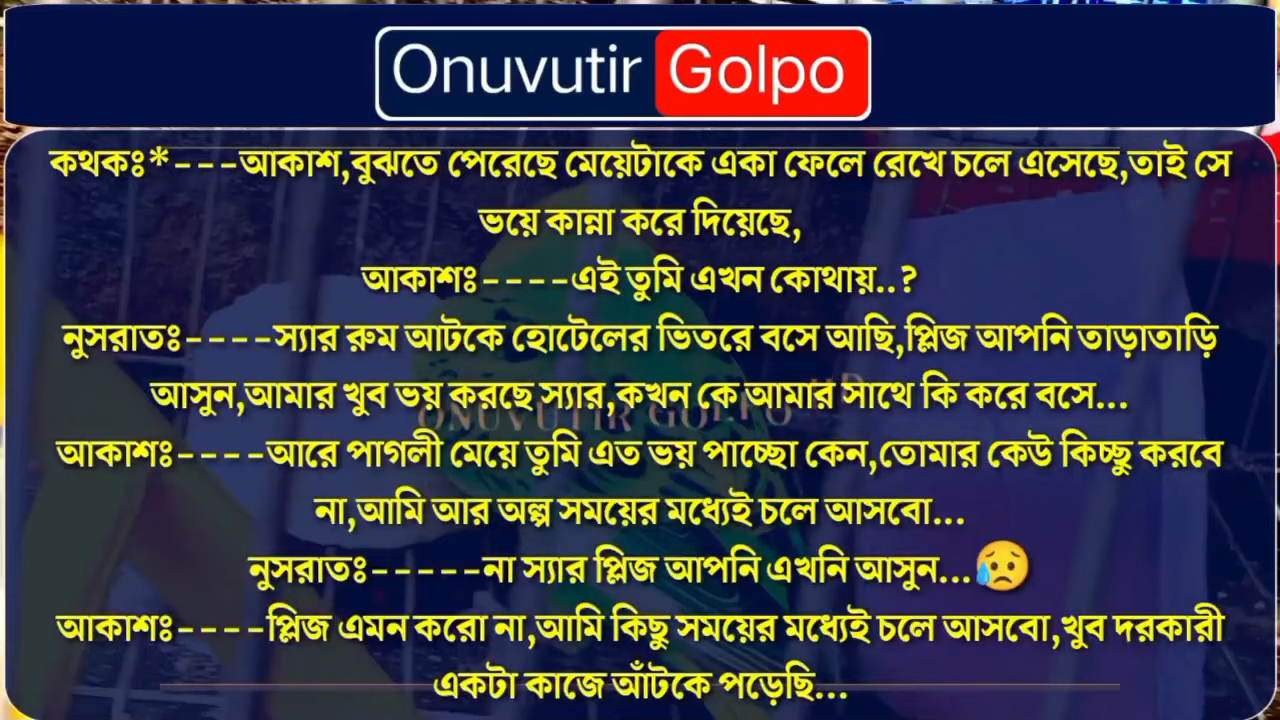 Onuvutir Golpo
কথকঃ*---আকাশ,বুঝতে পেরেছে মেয়েটাকে একা ফেলে রেখে চলে এসেছে,তাই সে
ভয়ে কান্না করে দিয়েছে,
আকাশঃ----এই তুমি এখন কোথায়..?
নুসরাতঃ----স্যার রুম আটকে হোটেলের ভিতরে বসে আছি,প্লিজ আপনি তাড়াতাড়ি
আসুন,আমার খুব ভয় করছে স্যার,কখন কে আমার সাথে কি করে বসে...
আকাশঃ----আরে পাগলী মেয়ে তুমি এত ভয় পাচ্ছো কেন,তোমার কেউ কিচ্ছু করবে
না,আমি আর অল্প সময়ের মধ্যেই চলে আসবো...
নুসরাতঃ-----না স্যার প্লিজ আপনি এখনি আসুন...😥
আকাশঃ----প্লিজ এমন করো না,আমি কিছু সময়ের মধ্যেই চলে আসবো,খুব দরকারী
একটা কাজে আঁটকে পড়েছি...
ONUVUTIR GOLPO